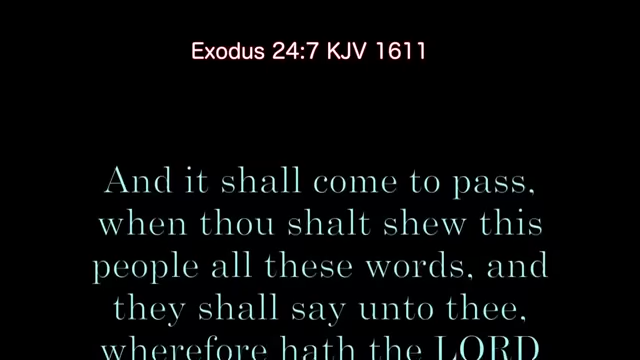 Exodus 24:7 KJV 1611
And it shall come to pass,
when thou shalt shew this
people all these words, and
they shall say unto thee,
wherefore hath the LORD